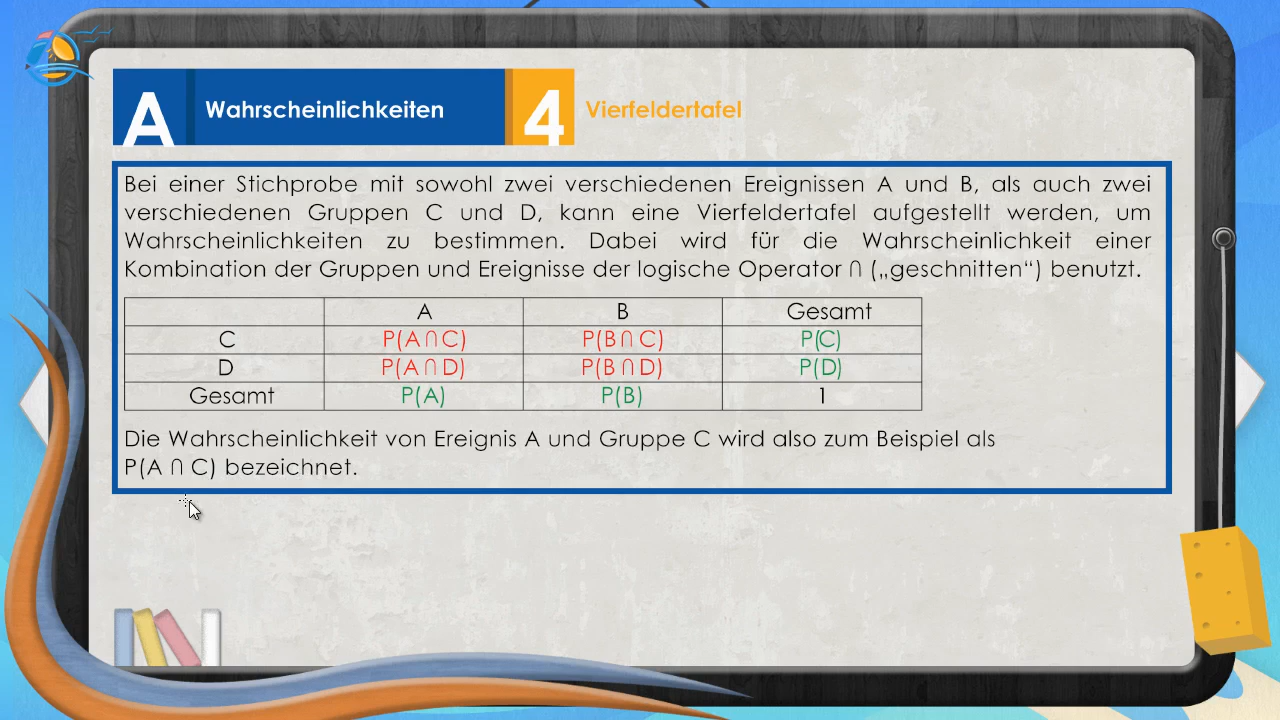 A Wahrscheinlichkeiten 4 Vierfeldertafel
Bei einer Stichprobe mit sowohl zwei verschiedenen Ereignissen A und B, als auch zwei
verschiedenen Gruppen C und D, kann eine Vierfeldertafel aufgestellt werden, um
Wahrscheinlichkeiten zu bestimmen. Dabei wird für die Wahrscheinlichkeit einer
Kombination der Gruppen und Ereignisse der logische Operator ∩ („geschnitten“) benutzt.
A B Gesamt
C P(A∩C) P(B∩C) P(C)
D P(A∩D) P(B∩D) P(D)
Gesamt P(A) P(B) 1
Die Wahrscheinlichkeit von Ereignis A und Gruppe C wird also zum Beispiel als
P(A ∩ C) bezeichnet.